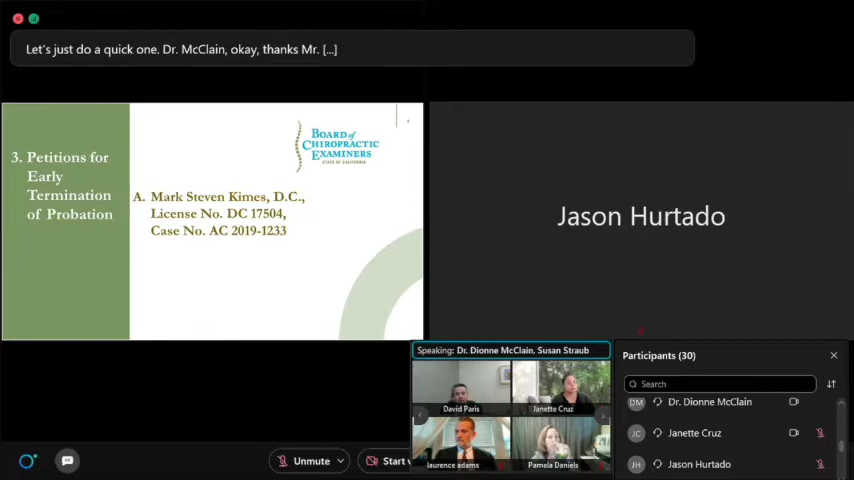 Let's just do a quick one. Dr. McClain, okay, thanks Mr. [...]
3. Petitions for
Early
Termination
of Probation
BOARD of
CHIROPRACTIC
EXAMINERS
STATE OF CALIFORNIA
A. Mark Steven Kimes, D.C.,
License No. DC 17504,
Case No. AC 2019-1233
Jason Hurtado
Speaking: Dr. Dionne McClain, Susan Straub
David Paris
Janette Cruz
laurence adams
Pamela Daniels
Participants (30)
Search
DM Dr. Dionne McClain
JC Janette Cruz
JH Jason Hurtado
Unmute
Start